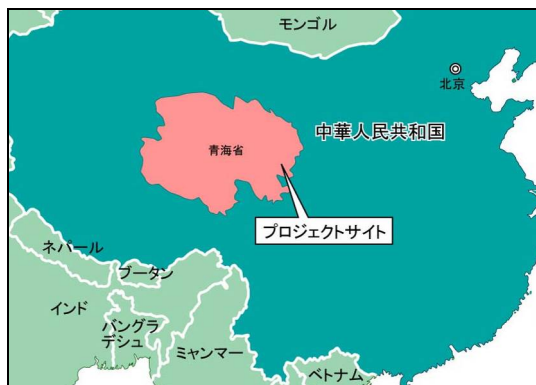 モンゴル
北京
中華人民共和国
青海省
プロジェクトサイト
ネパール
ブータン
インド
バングラ
デシュ
ミャンマー
ベトナム